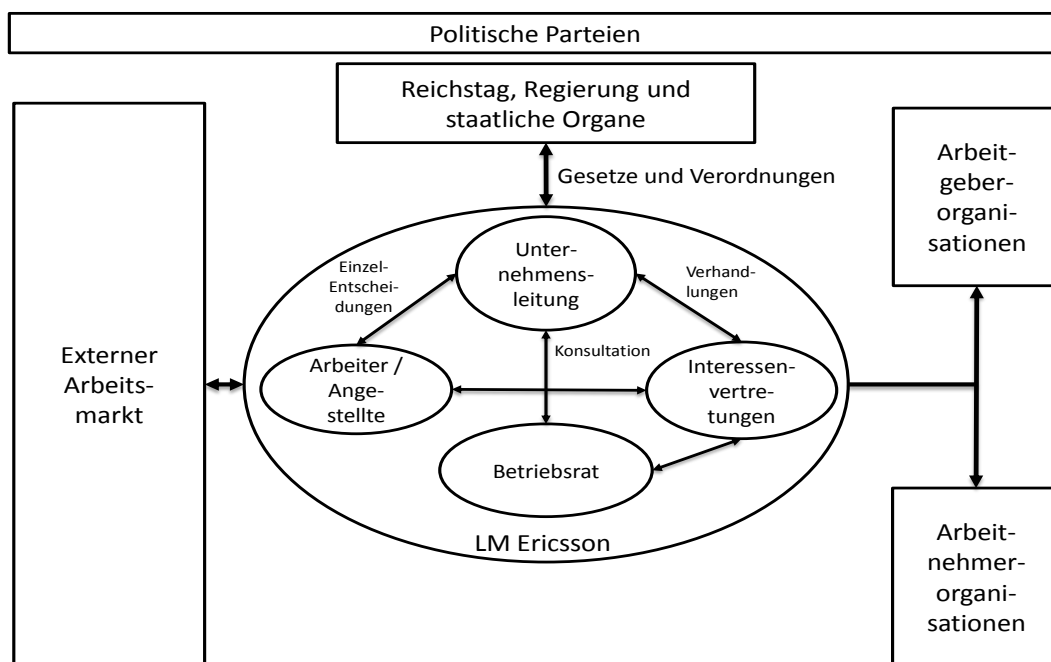 Politische Parteien
Reichstag, Regierung und
staatliche Organe
Gesetze und Verordnungen
Externer
Arbeits-
markt
Unter-
nehmens-
leitung
Einzel-
Entschei-
dungen
Verhand-
lungen
Konsultation
Arbeiter /
Ange-
stellte
Interessen-
vertre-
tungen
Betriebsrat
LM Ericsson
Arbeit-
geber-
organi-
sationen
Arbeit-
nehmer-
organi-
sationen